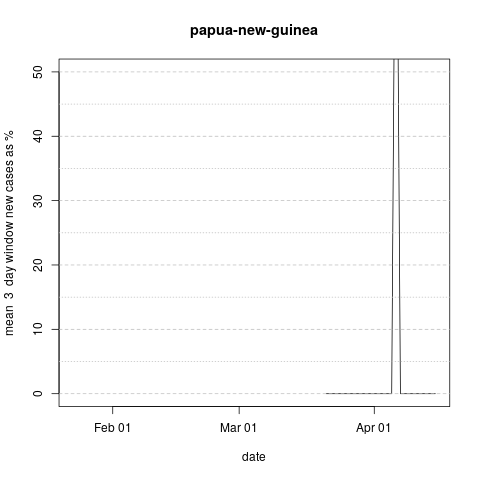 papua-new-guinea
mean  3  day window new cases as %
50
40
30
20
10
0
Feb 01
Mar 01
Apr 01
date